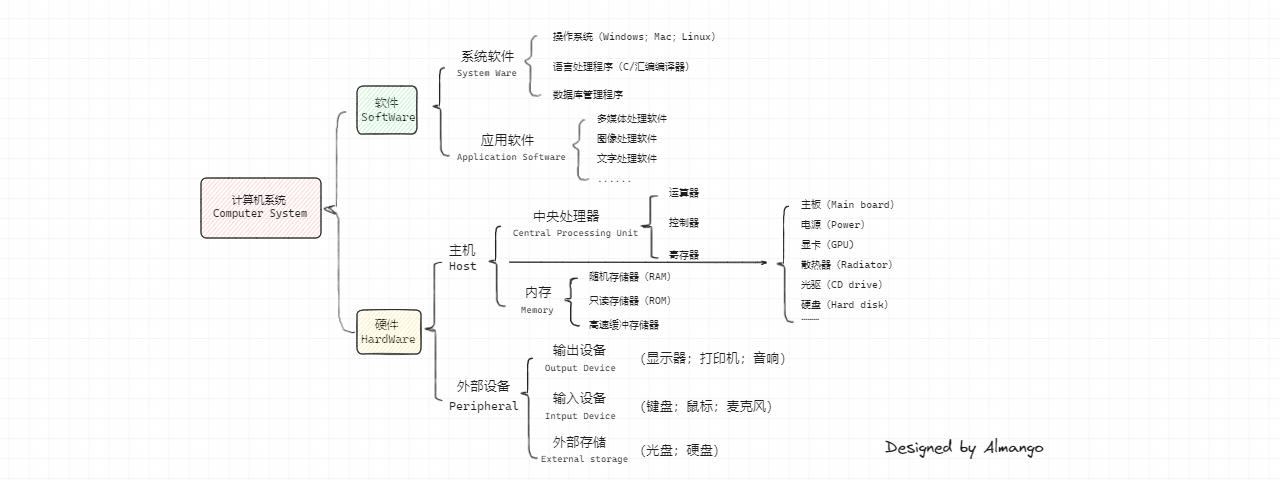 计算机系统
Computer System
软件
SoftWare
系统软件
System Ware
操作系统（Windows; Mac; Linux）
语言处理程序（C/汇编编译器）
数据库管理程序
应用软件
Application Software
多媒体处理软件
图像处理软件
文字处理软件
......
硬件
HardWare
主机
Host
中央处理器
Central Processing Unit
运算器
控制器
寄存器
内存
Memory
随机存储器（RAM）
只读存储器（ROM）
高速缓冲存储器
主板（Main board）
电源（Power）
显卡（GPU）
散热器（Radiator）
光驱（CD drive）
硬盘（Hard disk）
......
外部设备
Peripheral
输出设备
Output Device
（显示器；打印机；音响）
输入设备
Intput Device
（键盘；鼠标；麦克风）
外部存储
External storage
（光盘；硬盘）
Designed by Almango